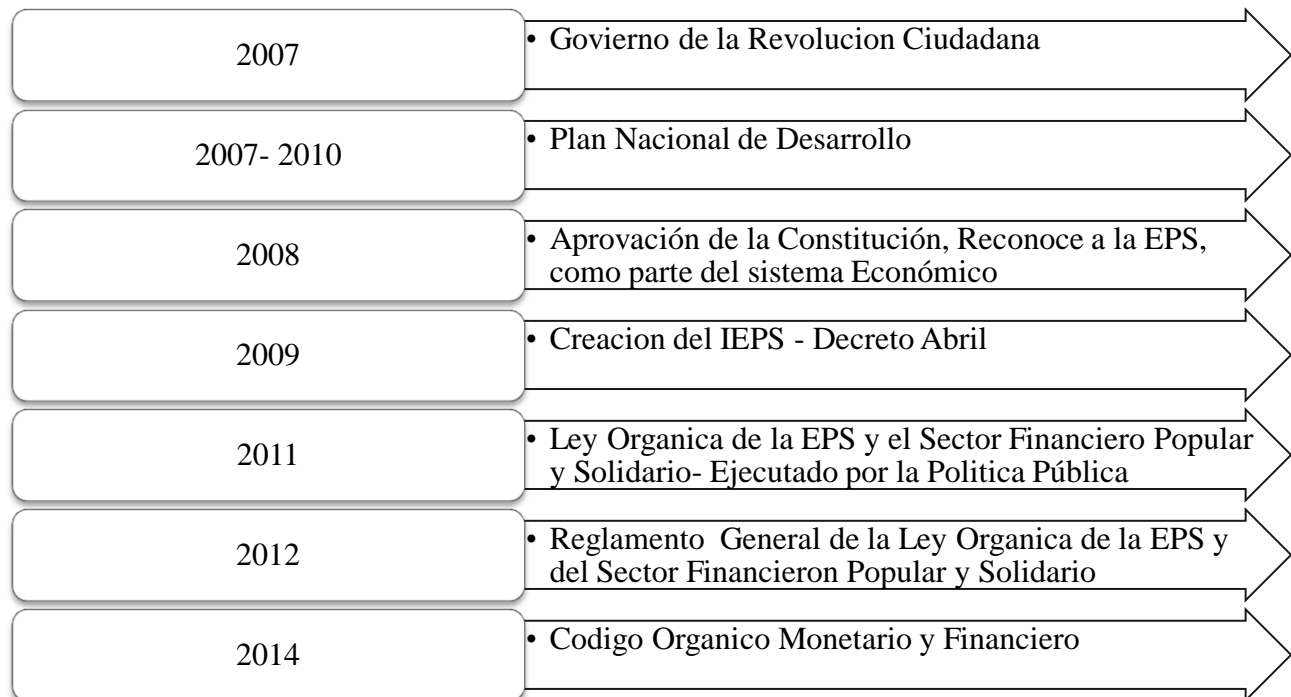 2007
• Govierno de la Revolucion Ciudadana
2007- 2010
• Plan Nacional de Desarrollo
2008
• Aprovación de la Constitución, Reconoce a la EPS,
como parte del sistema Económico
2009
• Creacion del IEPS - Decreto Abril
2011
• Ley Organica de la EPS y el Sector Financiero Popular
y Solidario- Ejecutado por la Politica Pública
2012
• Reglamento General de la Ley Organica de la EPS y
del Sector Financieron Popular y Solidario
2014
• Codigo Organico Monetario y Financiero